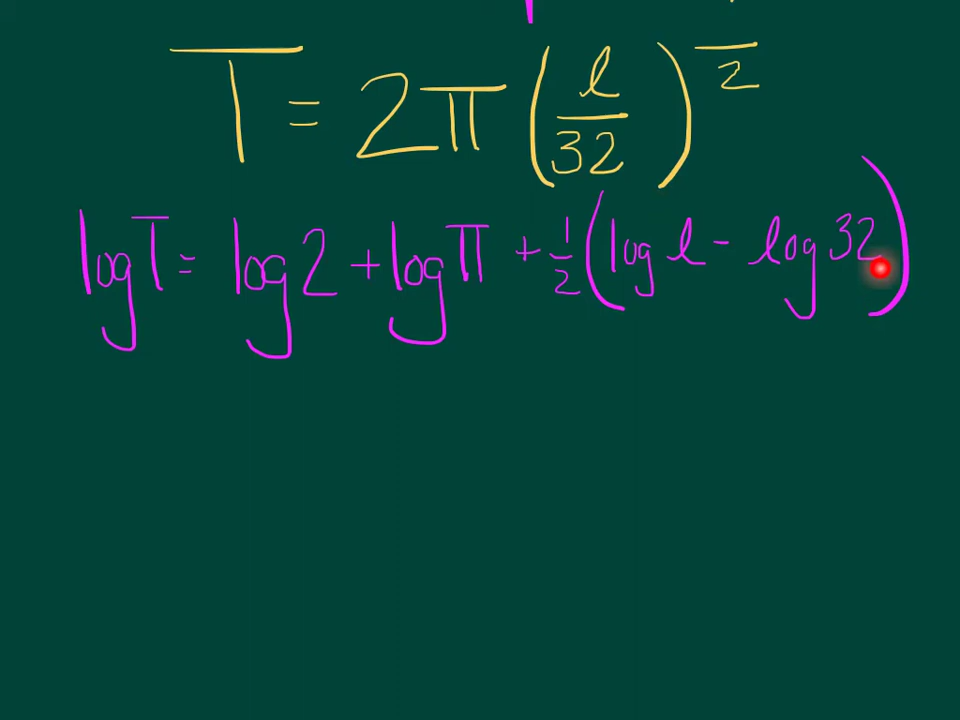 T = 2π (l/32)^1/2
log T = log 2 + log π + 1/2 (log l - log 32)